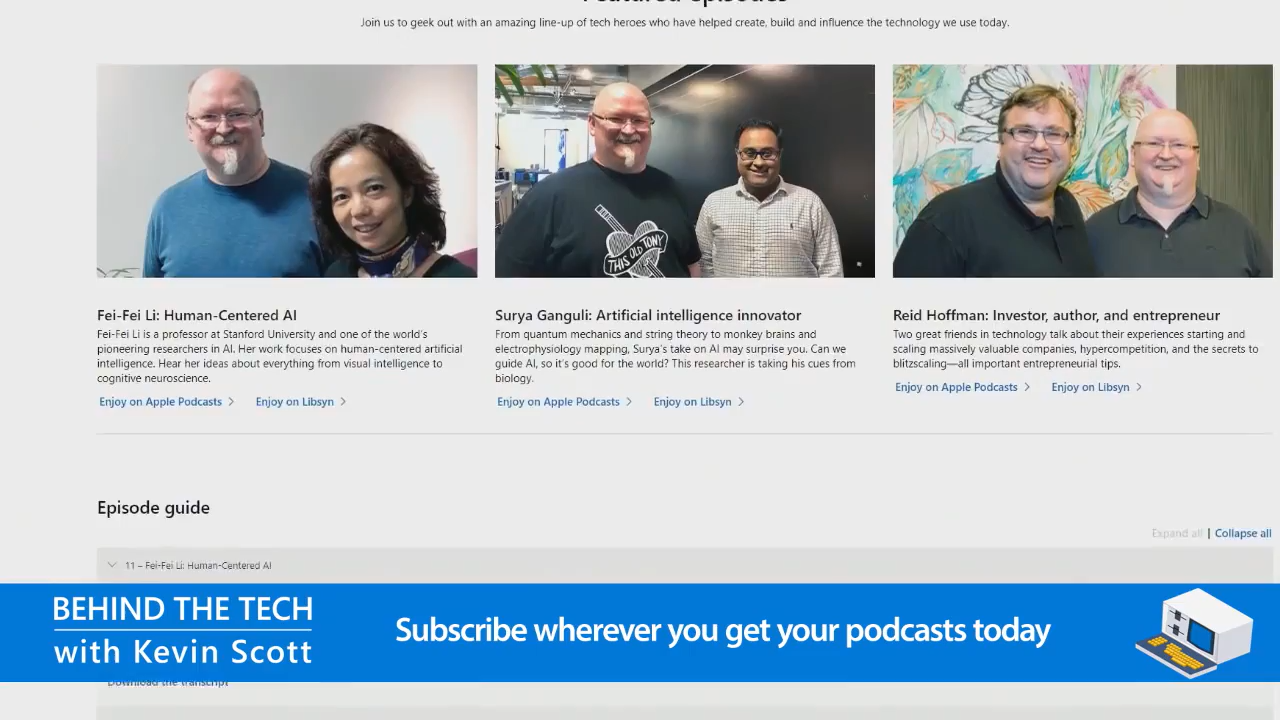 Featured episodes
Join us to geek out with an amazing line-up of tech heroes who have helped create, build and influence the technology we use today.
THIS OLD TONY
Fei-Fei Li: Human-Centered AI
Fei-Fei Li is a professor at Stanford University and one of the world's
pioneering researchers in AI. Her work focuses on human-centered artificial
intelligence. Hear her ideas about everything from visual intelligence to
cognitive neuroscience.
Enjoy on Apple Podcasts
Enjoy on Libsyn
Surya Ganguli: Artificial intelligence innovator
From quantum mechanics and string theory to monkey brains and
electrophysiology mapping, Surya's take on AI may surprise you. Can we
guide AI, so it's good for the world? This researcher is taking his cues from
biology.
Enjoy on Apple Podcasts
Enjoy on Libsyn
Reid Hoffman: Investor, author, and entrepreneur
Two great friends in technology talk about their experiences starting and
scaling massively valuable companies, hypercompetition, and the secrets to
blitzscaling—all important entrepreneurial tips.
Enjoy on Apple Podcasts
Enjoy on Libsyn
Episode guide
Expand all | Collapse all
11 – Fei-Fei Li: Human-Centered AI
BEHIND THE TECH
with Kevin Scott
Subscribe wherever you get your podcasts today
Download the transcript